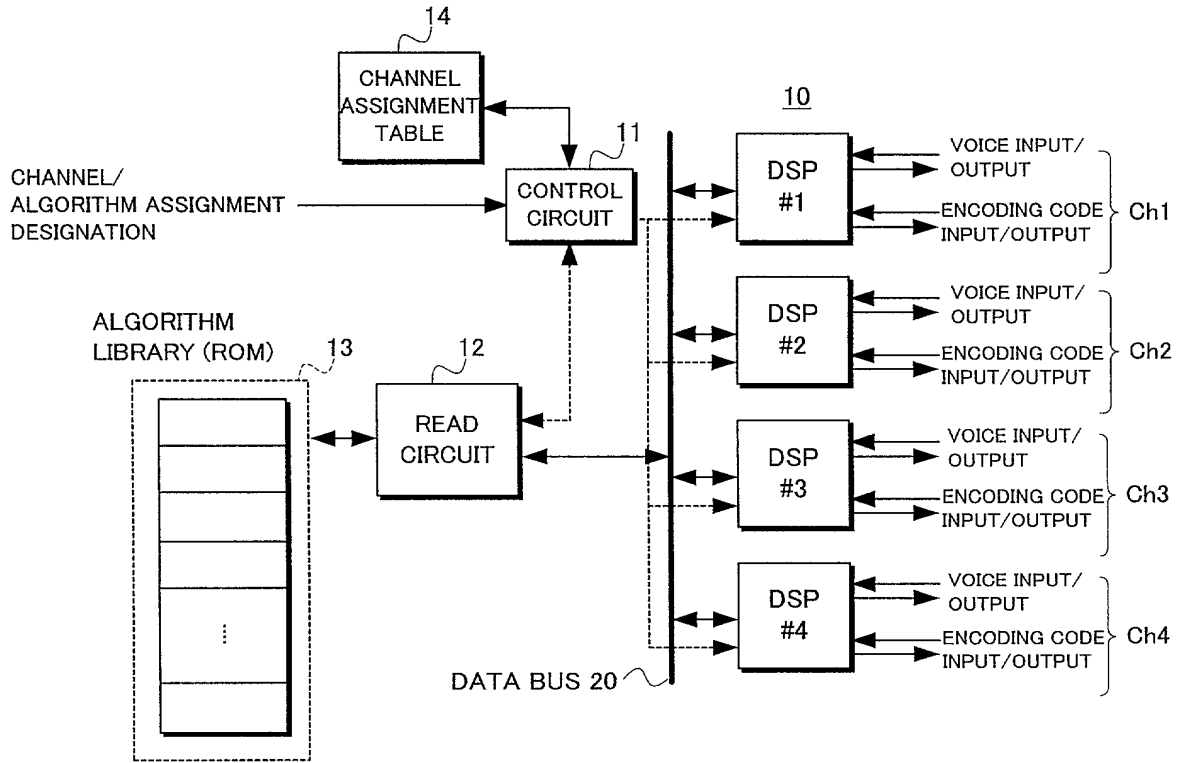 14
CHANNEL
ASSIGNMENT
TABLE
10
11
CONTROL
CIRCUIT
CHANNEL/
ALGORITHM ASSIGNMENT
DESIGNATION
DSP
#1
VOICE INPUT/
OUTPUT
ENCODING CODE
INPUT/OUTPUT
Ch1
DSP
#2
VOICE INPUT/
OUTPUT
ENCODING CODE
INPUT/OUTPUT
Ch2
ALGORITHM
LIBRARY (ROM)
13
12
READ
CIRCUIT
DSP
#3
VOICE INPUT/
OUTPUT
ENCODING CODE
INPUT/OUTPUT
Ch3
DSP
#4
VOICE INPUT/
OUTPUT
ENCODING CODE
INPUT/OUTPUT
Ch4
DATA BUS 20